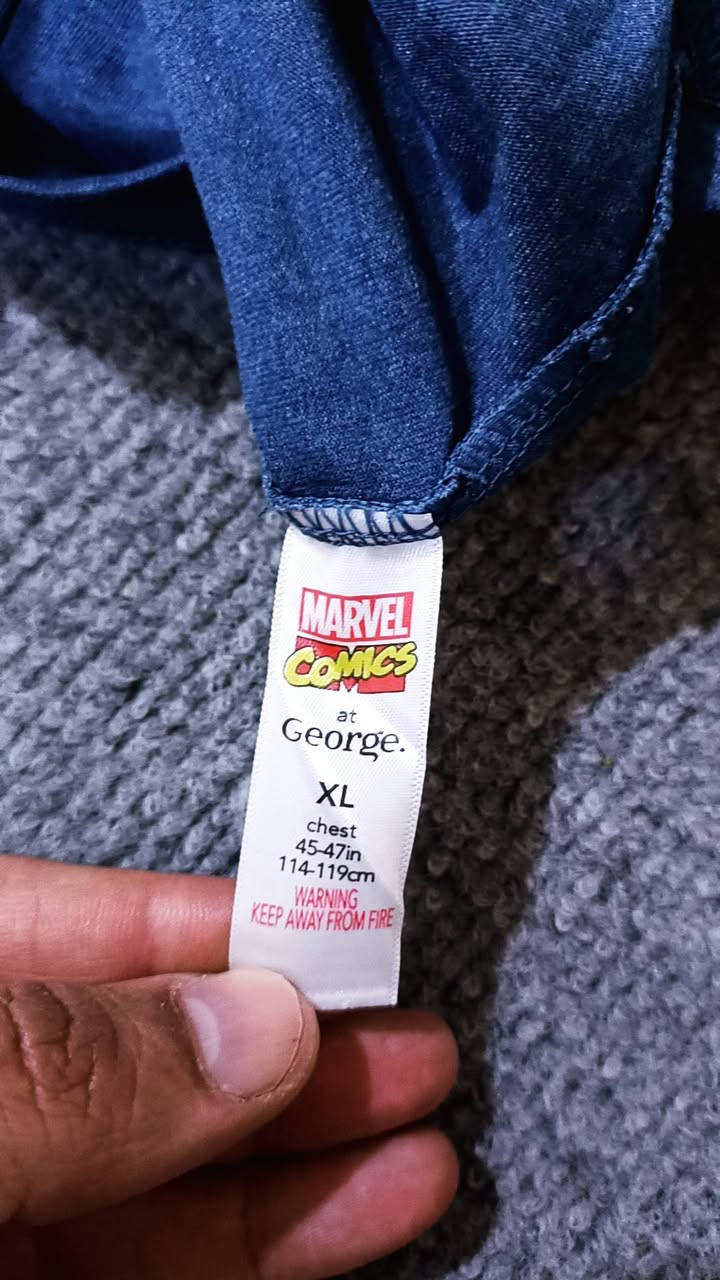 MARVEL
COMICS
at
George.
XL
chest
45-47in
114-119cm
WARNING
KEEP AWAY FROM FIRE